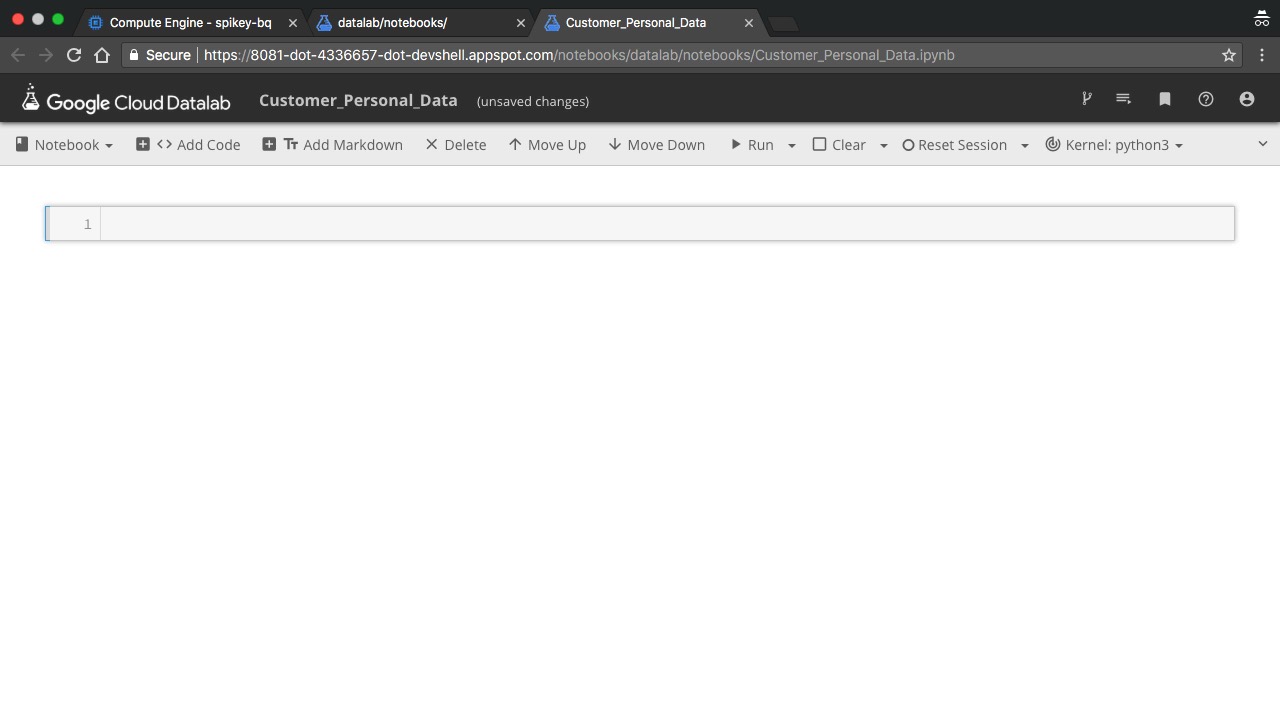 Compute Engine - spikey-bq
datalab/notebooks/
Customer_Personal_Data
Secure https://8081-dot-4336657-dot-devshell.appspot.com/notebooks/datalab/notebooks/Customer_Personal_Data.ipynb
Google Cloud Datalab Customer_Personal_Data (unsaved changes)
Notebook <> Add Code Tт Add Markdown Delete Move Up Move Down Run Clear Reset Session Kernel: python3
1